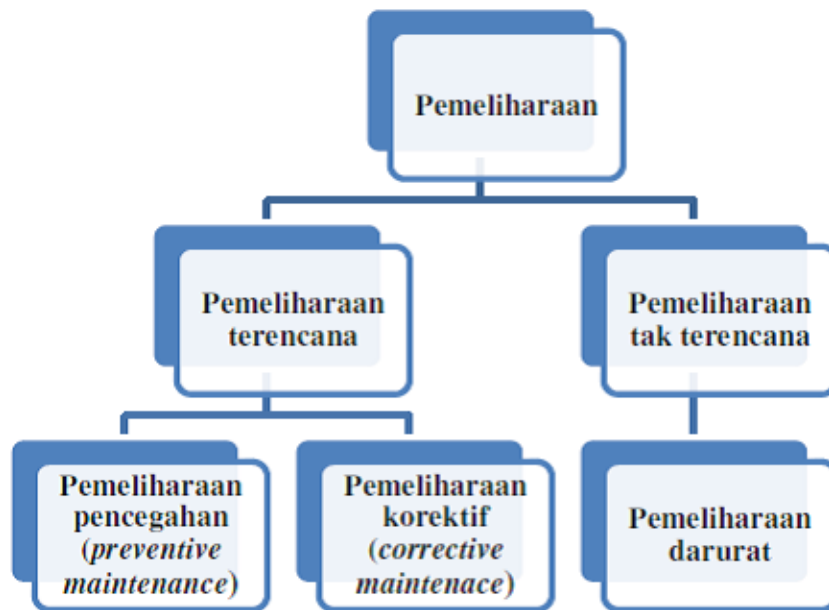 Pemeliharaan
Pemeliharaan
terencana
Pemeliharaan
tak terencana
Pemeliharaan
pencegahan
(preventive
maintenance)
Pemeliharaan
korektif
(corrective
maintenace)
Pemeliharaan
darurat